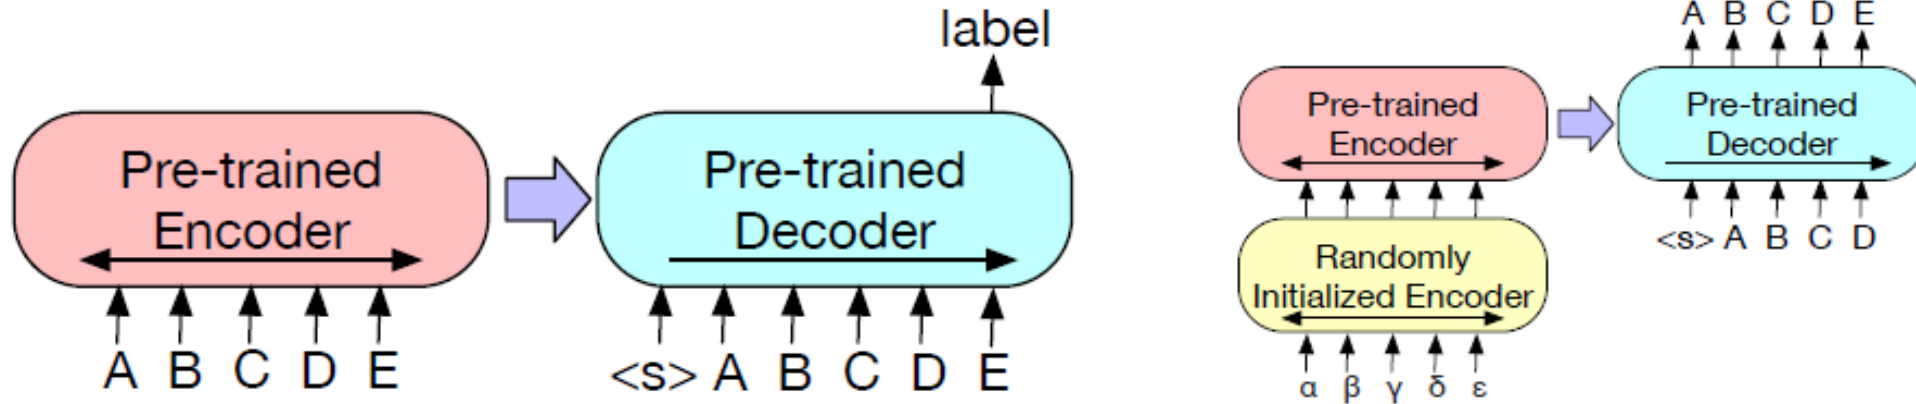 label
Pre-trained
Encoder
Pre-trained
Decoder
A B C D E
<s> A B C D E
A B C D E
Pre-trained
Encoder
Pre-trained
Decoder
<s> A B C D
Randomly
Initialized Encoder
α β γ δ ε